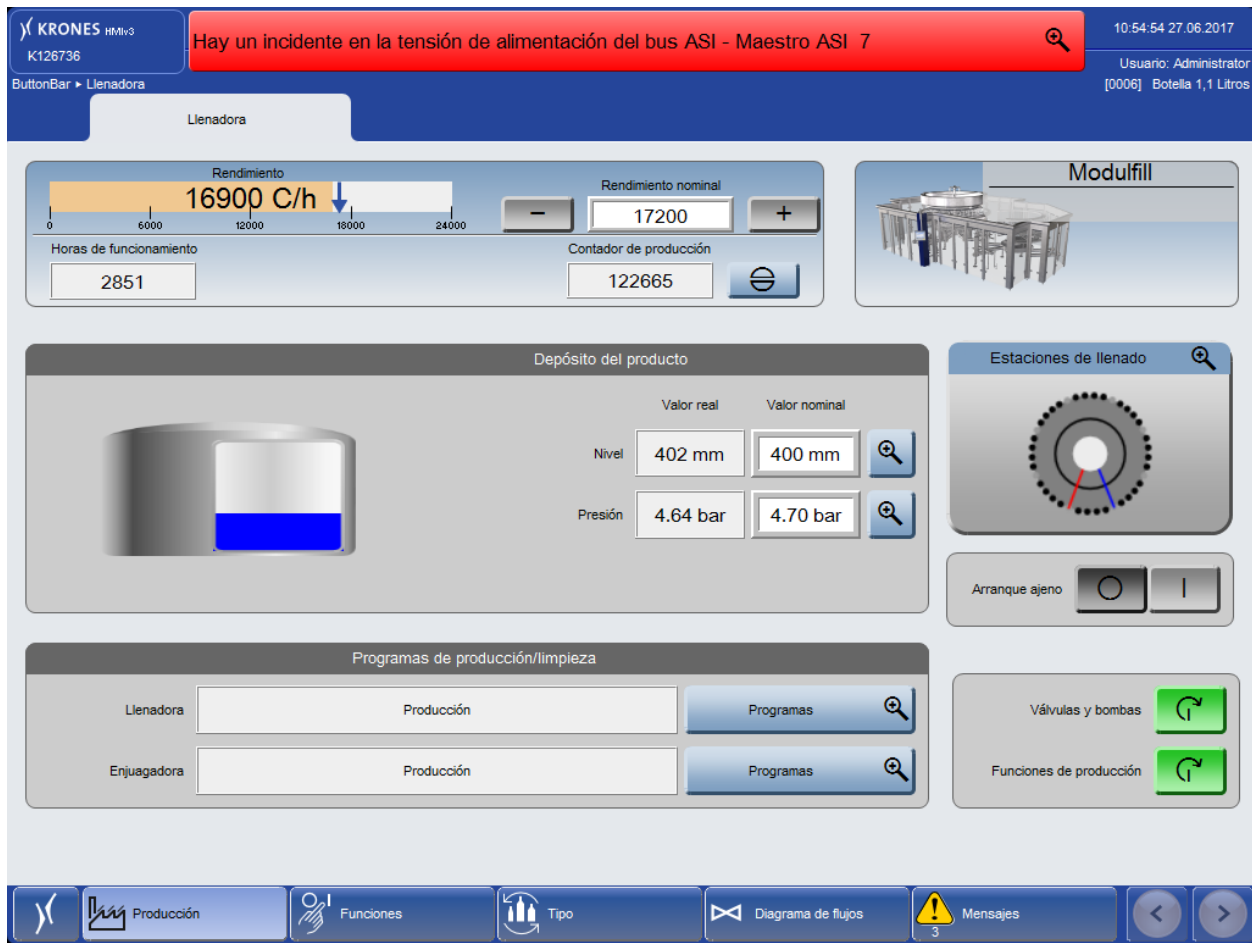 KRONES HMIv3
K126736
Hay un incidente en la tensión de alimentación del bus ASI - Maestro ASI 7
10:54:54 27.06.2017
Usuario: Administrator
[0006] Botella 1,1 Litros
ButtonBar ▸ Llenadora
Llenadora
Rendimiento
16900 C/h
0 6000 12000 18000 24000
Rendimiento nominal
− 17200 +
Horas de funcionamiento
2851
Contador de producción
122665
Modulfill
Depósito del producto
Valor real Valor nominal
Nivel 402 mm 400 mm
Presión 4.64 bar 4.70 bar
Estaciones de llenado
Arranque ajeno
Programas de producción/limpieza
Llenadora Producción Programas
Enjuagadora Producción Programas
Válvulas y bombas
Funciones de producción
Producción
Funciones
Tipo
Diagrama de flujos
3
Mensajes